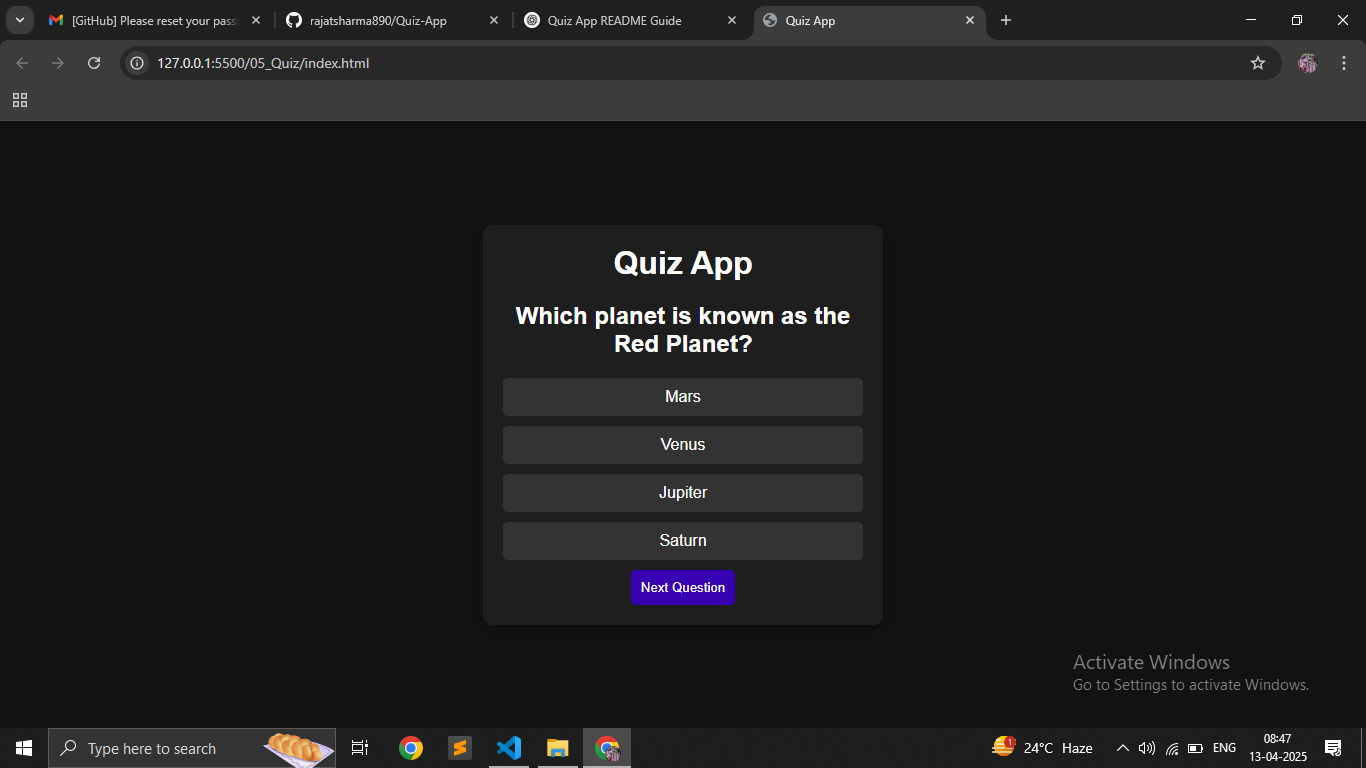 [GitHub] Please reset your pass
rajatsharma890/Quiz-App
Quiz App README Guide
Quiz App
127.0.0.1:5500/05_Quiz/index.html
Quiz App
Which planet is known as the
Red Planet?
Mars
Venus
Jupiter
Saturn
Next Question
Activate Windows
Go to Settings to activate Windows.
Type here to search
1
24°C Haze
ENG
08:47
13-04-2025